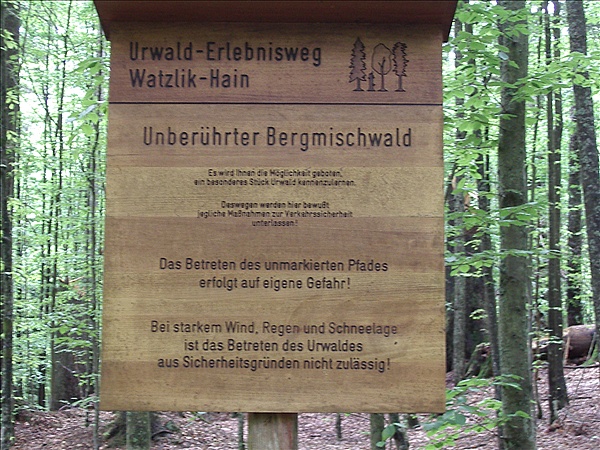 Urwald-Erlebnisweg
Watzlik-Hain
Unberührter Bergmischwald
Es wird Ihnen die Möglichkeit geboten,
ein besonderes Stück Urwald kennenzulernen.
Deswegen werden hier bewußt
jegliche Maßnahmen zur Verkehrssicherheit
unterlassen!
Das Betreten des unmarkierten Pfades
erfolgt auf eigene Gefahr!
Bei starkem Wind, Regen und Schneelage
ist das Betreten des Urwaldes
aus Sicherheitsgründen nicht zulässig!